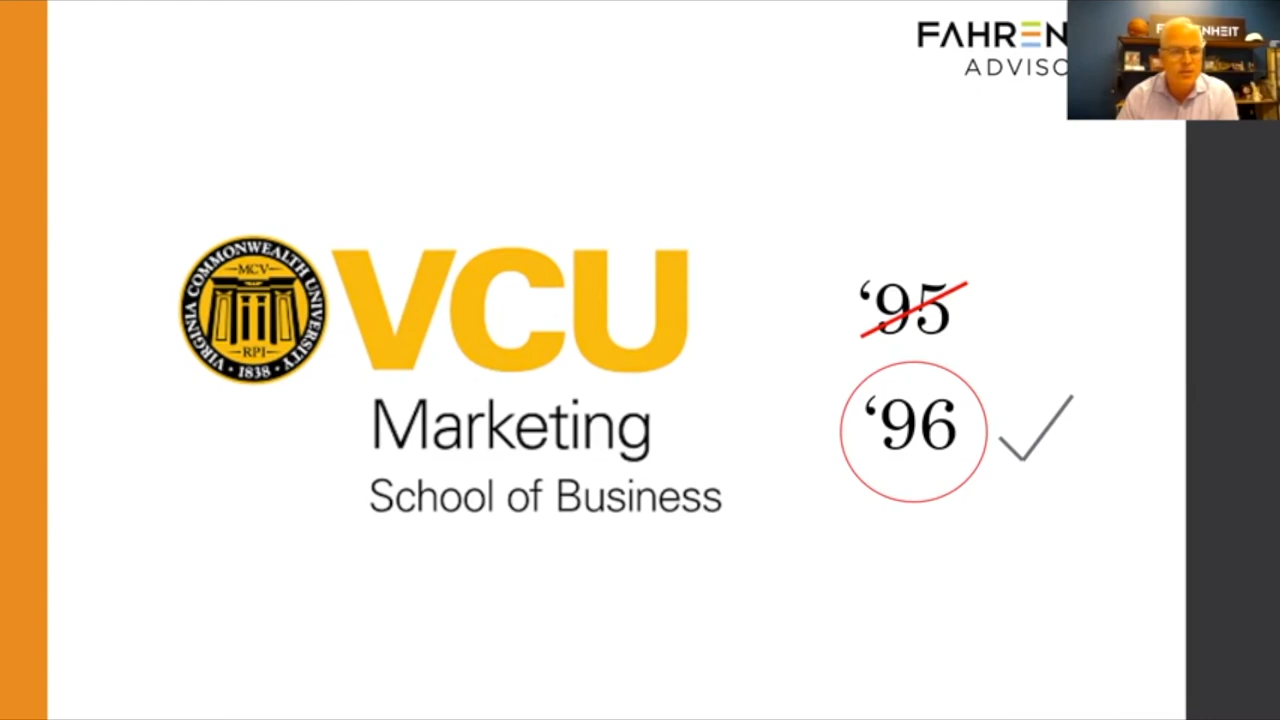 FAHREN
ADVISO
VIRGINIA COMMONWEALTH UNIVERSITY
MCV
RPI
1838
VCU
Marketing
School of Business
‘95
‘96